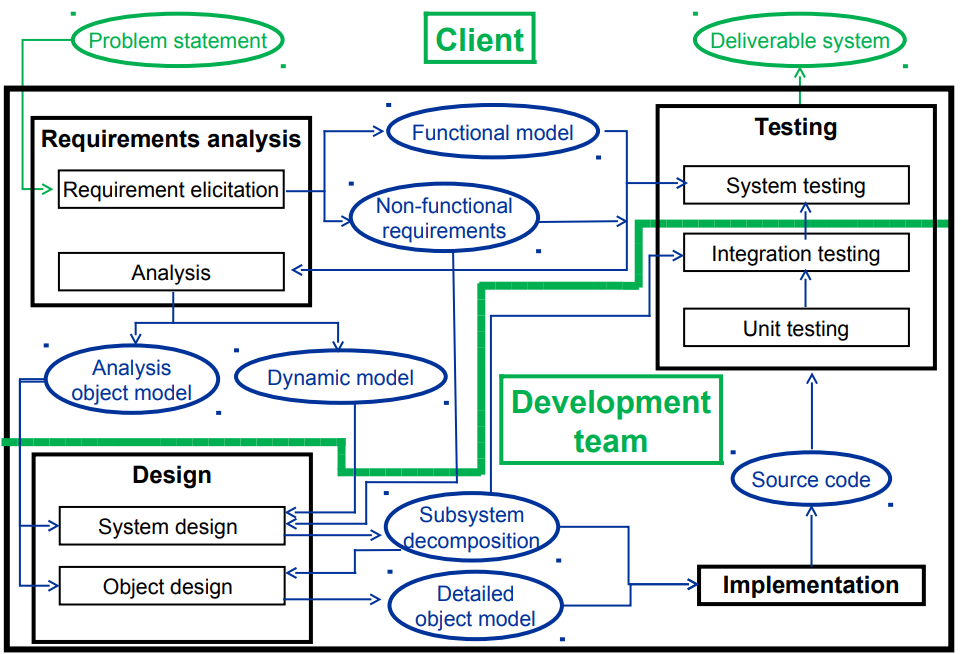 Problem statement
Client
Deliverable system
Requirements analysis
Requirement elicitation
Analysis
Functional model
Non-functional
requirements
Testing
System testing
Integration testing
Unit testing
Analysis
object model
Dynamic model
Development
team
Design
System design
Object design
Subsystem
decomposition
Detailed
object model
Source code
Implementation